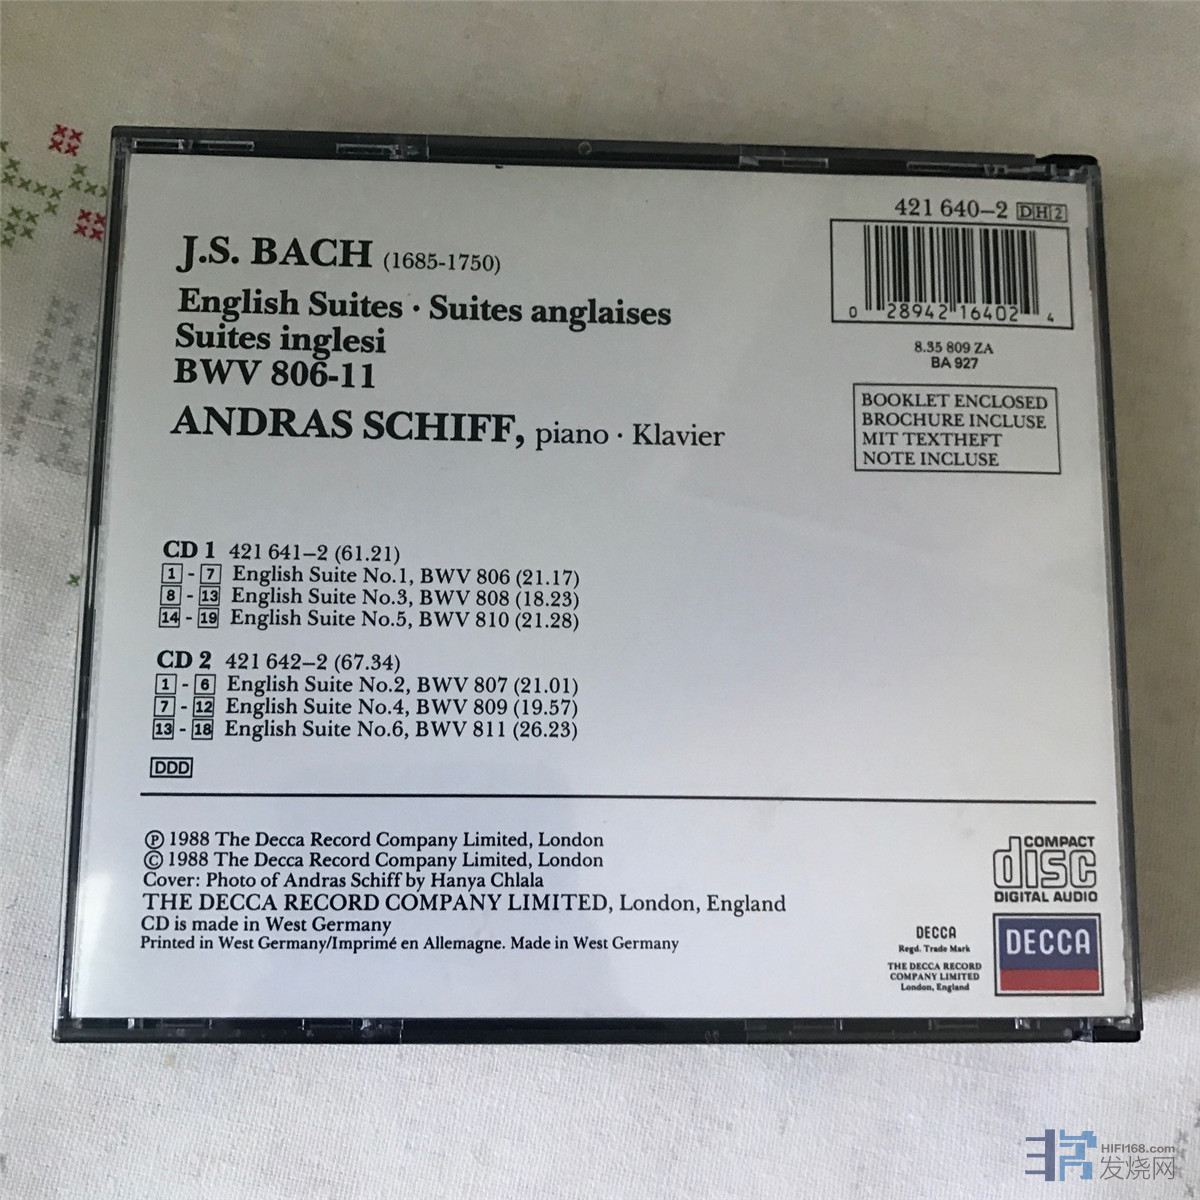 421 640–2 DH2
0 28942 16402 4
8.35 809 ZA
BA 927
BOOKLET ENCLOSED
BROCHURE INCLUSE
MIT TEXTHEFT
NOTE INCLUSE
J.S. BACH (1685-1750)
English Suites · Suites anglaises
Suites inglesi
BWV 806-11
ANDRAS SCHIFF, piano · Klavier
CD 1 421 641–2 (61.21)
1 - 7 English Suite No.1, BWV 806 (21.17)
8 - 13 English Suite No.3, BWV 808 (18.23)
14 - 19 English Suite No.5, BWV 810 (21.28)
CD 2 421 642–2 (67.34)
1 - 6 English Suite No.2, BWV 807 (21.01)
7 - 12 English Suite No.4, BWV 809 (19.57)
13 - 18 English Suite No.6, BWV 811 (26.23)
DDD
Ⓟ 1988 The Decca Record Company Limited, London
© 1988 The Decca Record Company Limited, London
Cover: Photo of Andras Schiff by Hanya Chlala
THE DECCA RECORD COMPANY LIMITED, London, England
CD is made in West Germany
Printed in West Germany/Imprimé en Allemagne. Made in West Germany
COMPACT
disc
DIGITAL AUDIO
DECCA
Regd. Trade Mark
THE DECCA RECORD
COMPANY LIMITED
London, England
DECCA
HIFI168.com
发烧网